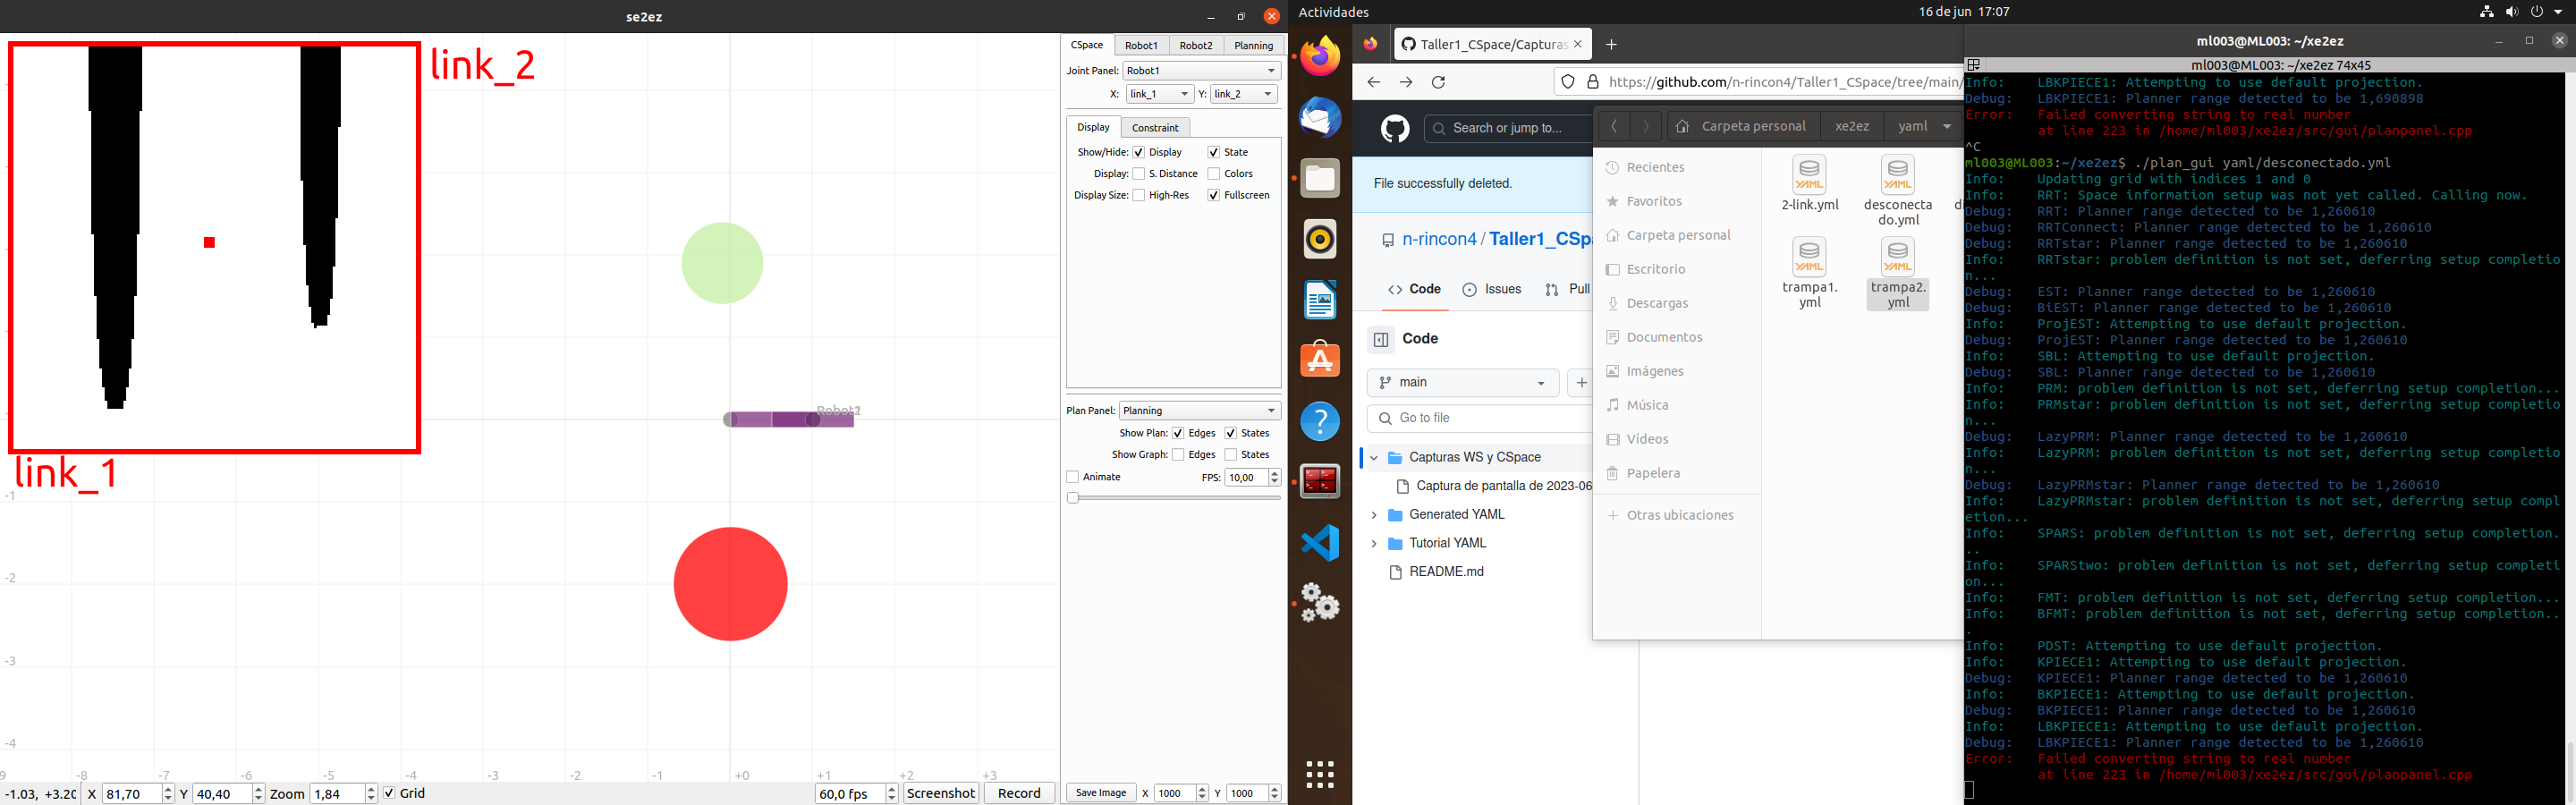 se2ez
link_2
link_1
Robot2
-1
-2
-3
-4
-8
-7
-6
-5
-4
-3
-2
-1
+0
+1
+2
+3
-1.03, +3.20
X 81,70
Y 40,40
Zoom 1,84
Grid
60,0 fps
Screenshot
Record
CSpace
Robot1
Robot2
Planning
Joint Panel: Robot1
X: link_1 Y: link_2
Display
Constraint
Show/Hide: Display State
Display: S. Distance Colors
Display Size: High-Res Fullscreen
Plan Panel: Planning
Show Plan: Edges States
Show Graph: Edges States
Animate FPS: 10,00
Save Image X 1000 Y 1000
Actividades
16 de jun 17:07
Taller1_CSpace/Capturas
https://github.com/n-rincon4/Taller1_CSpace/tree/main/
Search or jump to...
File successfully deleted.
n-rincon4 / Taller1_CSp
Code
Issues
Pull
Code
main
Go to file
Capturas WS y CSpace
Captura de pantalla de 2023-06
Generated YAML
Tutorial YAML
README.md
Carpeta personal
xe2ez
yaml
Recientes
Favoritos
Carpeta personal
Escritorio
Descargas
Documentos
Imágenes
Música
Vídeos
Papelera
Otras ubicaciones
YAML
2-link.yml
YAML
desconecta
do.yml
YAML
trampa1.
yml
YAML
trampa2.
yml
ml003@ML003: ~/xe2ez
ml003@ML003: ~/xe2ez 74x45
Info: LBKPIECE1: Attempting to use default projection.
Debug: LBKPIECE1: Planner range detected to be 1,690898
Error: Failed converting string to real number
at line 223 in /home/ml003/xe2ez/src/gui/planpanel.cpp
^C
ml003@ML003:~/xe2ez$ ./plan_gui yaml/desconectado.yml
Info: Updating grid with indices 1 and 0
Info: RRT: Space information setup was not yet called. Calling now.
Debug: RRT: Planner range detected to be 1,260610
Debug: RRTConnect: Planner range detected to be 1,260610
Debug: RRTstar: Planner range detected to be 1,260610
Info: RRTstar: problem definition is not set, deferring setup completio
n...
Debug: EST: Planner range detected to be 1,260610
Debug: BiEST: Planner range detected to be 1,260610
Info: ProjEST: Attempting to use default projection.
Debug: ProjEST: Planner range detected to be 1,260610
Info: SBL: Attempting to use default projection.
Debug: SBL: Planner range detected to be 1,260610
Info: PRM: problem definition is not set, deferring setup completion...
Info: PRMstar: problem definition is not set, deferring setup completio
n...
Debug: LazyPRM: Planner range detected to be 1,260610
Info: LazyPRM: problem definition is not set, deferring setup completio
n...
Debug: LazyPRMstar: Planner range detected to be 1,260610
Info: LazyPRMstar: problem definition is not set, deferring setup compl
etion...
Info: SPARS: problem definition is not set, deferring setup completion.
..
Info: SPARStwo: problem definition is not set, deferring setup completi
on...
Info: FMT: problem definition is not set, deferring setup completion...
Info: BFMT: problem definition is not set, deferring setup completion..
.
Info: PDST: Attempting to use default projection.
Info: KPIECE1: Attempting to use default projection.
Debug: KPIECE1: Planner range detected to be 1,260610
Info: BKPIECE1: Attempting to use default projection.
Debug: BKPIECE1: Planner range detected to be 1,260610
Info: LBKPIECE1: Attempting to use default projection.
Debug: LBKPIECE1: Planner range detected to be 1,260610
Error: Failed converting string to real number
at line 223 in /home/ml003/xe2ez/src/gui/planpanel.cpp